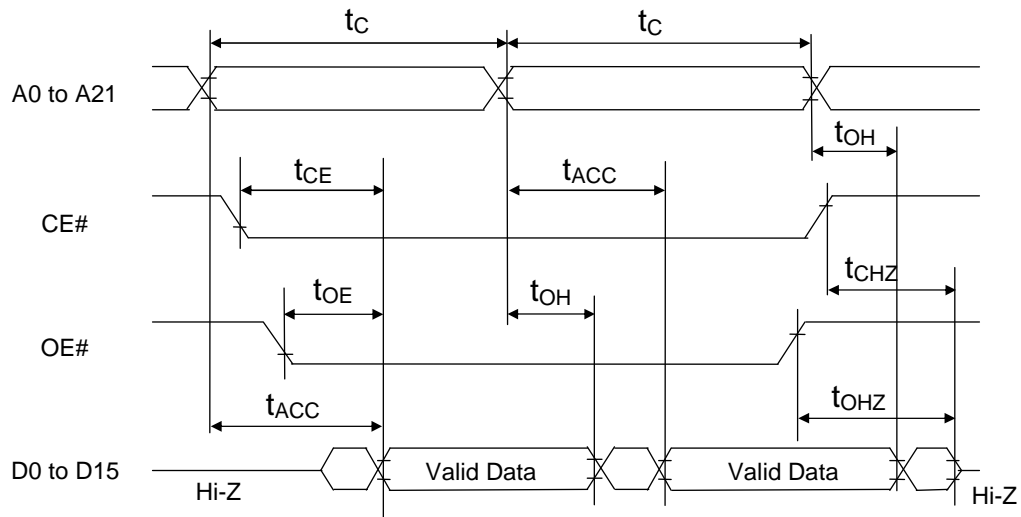 tC tC
A0 to A21
tOH
tCE tACC
CE#
tCHZ
tOE tOH
OE#
tACC tOHZ
D0 to D15 Valid Data Valid Data
Hi-Z Hi-Z